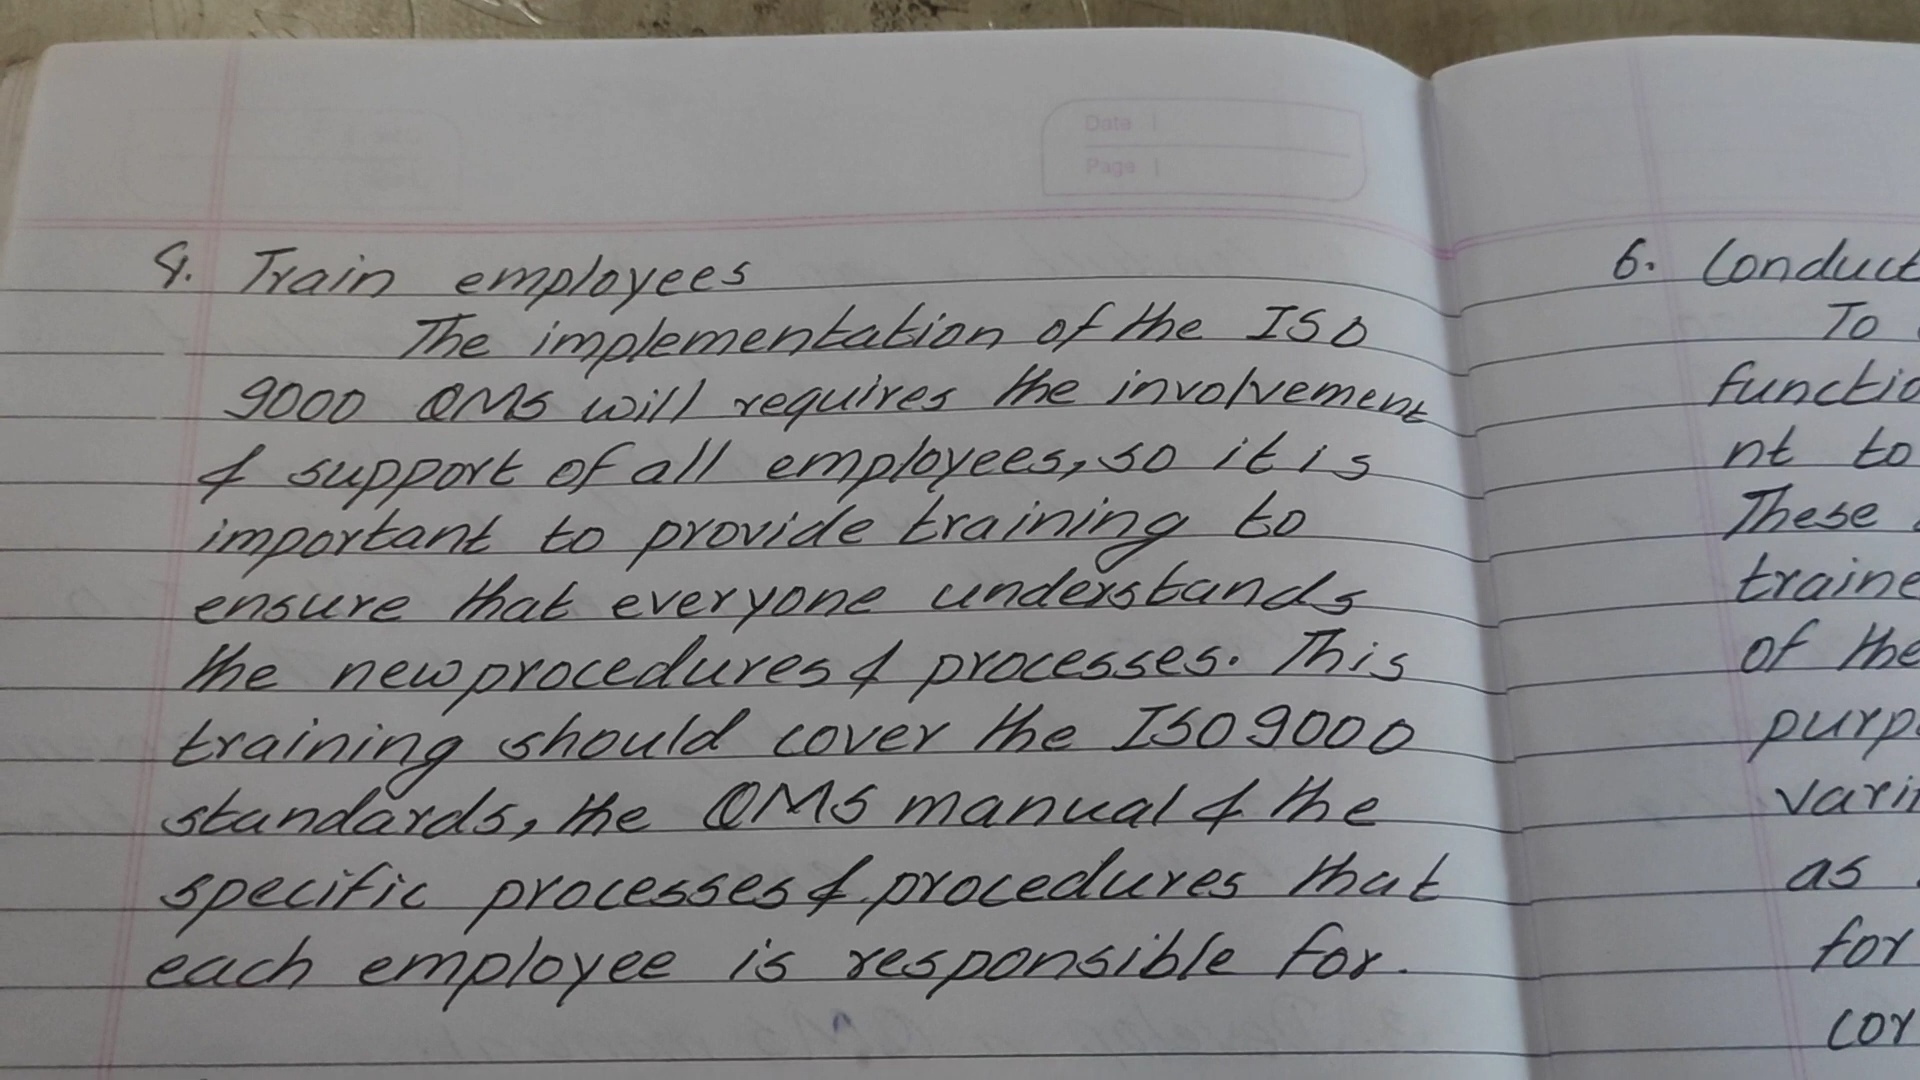 4. Train employees
The implementation of the ISO
9000 QMS will requires the involvement
& support of all employees, so it is
important to provide training to
ensure that everyone understands
the new procedures & processes. This
training should cover the ISO 9000
standards, the QMS manual & the
specific processes & procedures that
each employee is responsible for.
Date
Page
6. Conduct
To
functio
nt to
These
traine
of the
purp
vari
as
for
cor